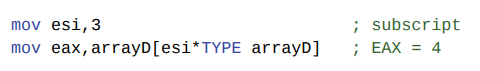 mov esi,3 ; subscript
mov eax,arrayD[esi*TYPE arrayD] ; EAX = 4